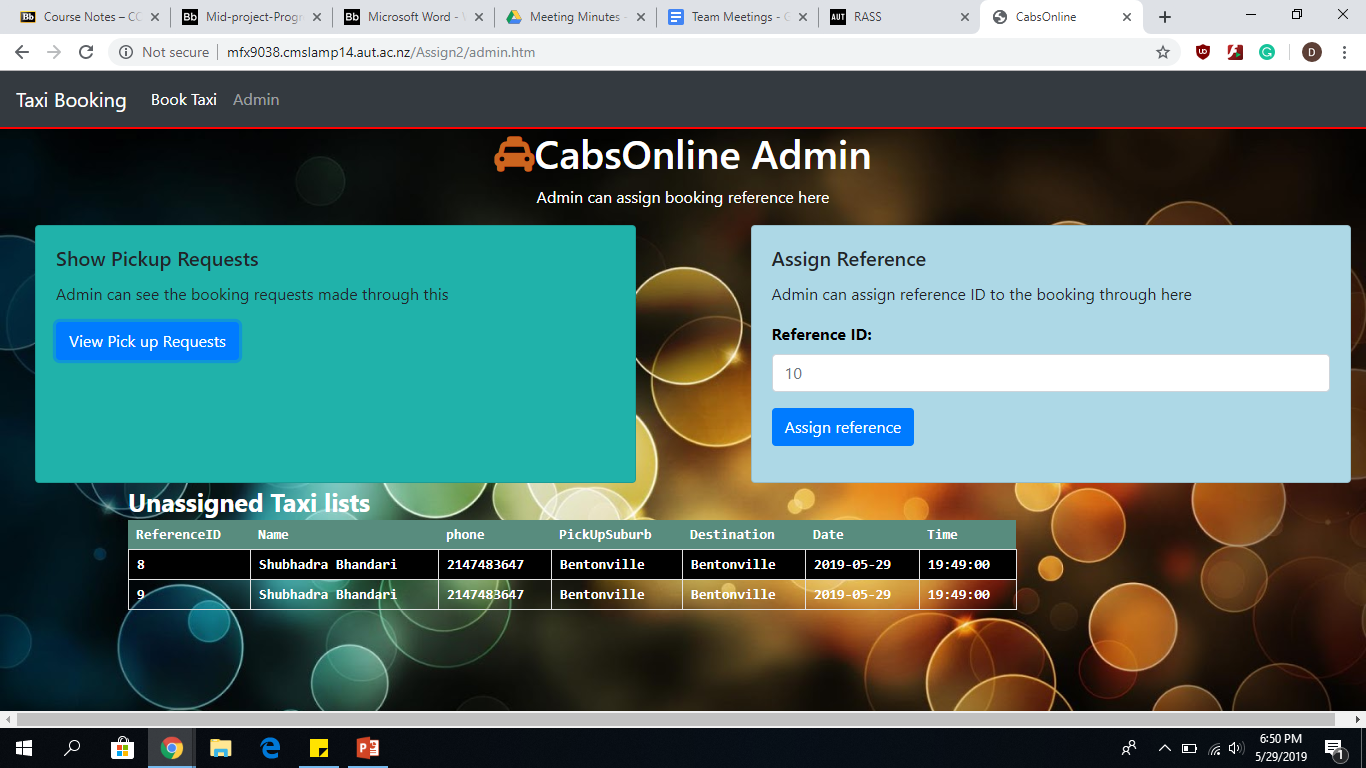 Course Notes – CC
Mid-project-Progr
Microsoft Word -
Meeting Minutes -
Team Meetings -
RASS
CabsOnline
Not secure | mfx9038.cmslamp14.aut.ac.nz/Assign2/admin.htm
D
Taxi Booking Book Taxi Admin
CabsOnline Admin
Admin can assign booking reference here
Show Pickup Requests
Admin can see the booking requests made through this
View Pick up Requests
Assign Reference
Admin can assign reference ID to the booking through here
Reference ID:
10
Assign reference
Unassigned Taxi lists
ReferenceID Name phone PickUpSuburb Destination Date Time
8 Shubhadra Bhandari 2147483647 Bentonville Bentonville 2019-05-29 19:49:00
9 Shubhadra Bhandari 2147483647 Bentonville Bentonville 2019-05-29 19:49:00
6:50 PM
5/29/2019
1